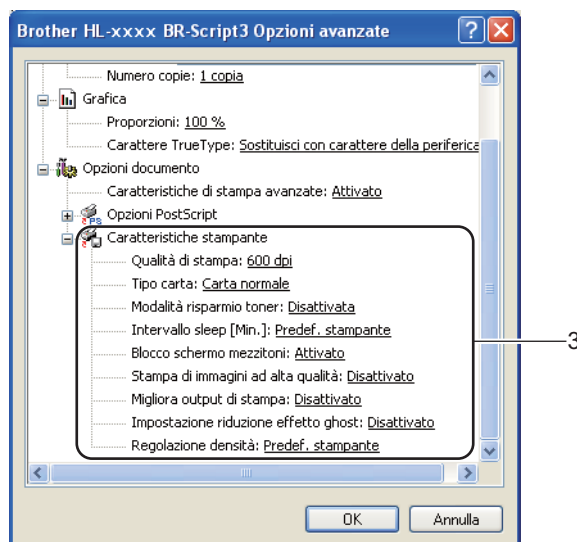 Brother HL-xxxx BR-Script3 Opzioni avanzate
Numero copie: 1 copia
Grafica
Proporzioni: 100 %
Carattere TrueType: Sostituisci con carattere della periferica
Opzioni documento
Caratteristiche di stampa avanzate: Attivato
Opzioni PostScript
Caratteristiche stampante
Qualità di stampa: 600 dpi
Tipo carta: Carta normale
Modalità risparmio toner: Disattivata
Intervallo sleep [Min.]: Predef. stampante
Blocco schermo mezzitoni: Attivato
Stampa di immagini ad alta qualità: Disattivato
Migliora output di stampa: Disattivato
Impostazione riduzione effetto ghost: Disattivato
Regolazione densità: Predef. stampante
3
OK
Annulla